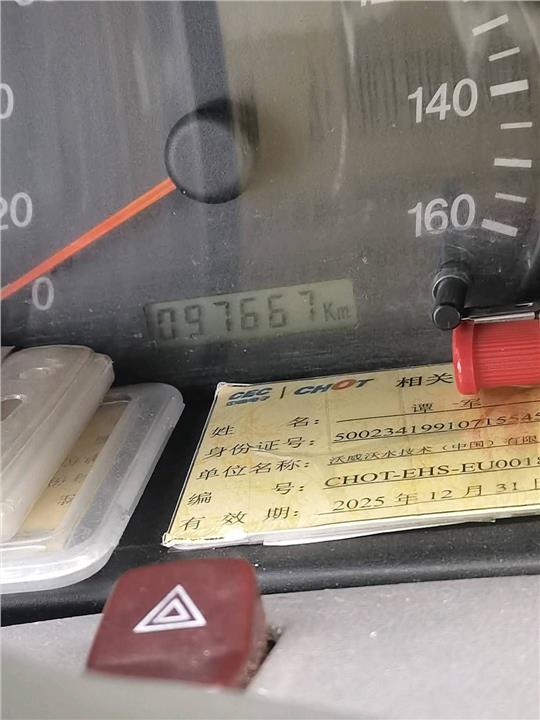 140
20
160
0
097667 Km
CEC | CHOT 相关
姓 名: 谭 军
身份证号: 50023419910715545
单位名称: 沃威沃水技术（中国）有限
编 号: CHOT-EHS-EU0018
有 效 期: 2025 年 12 月 31